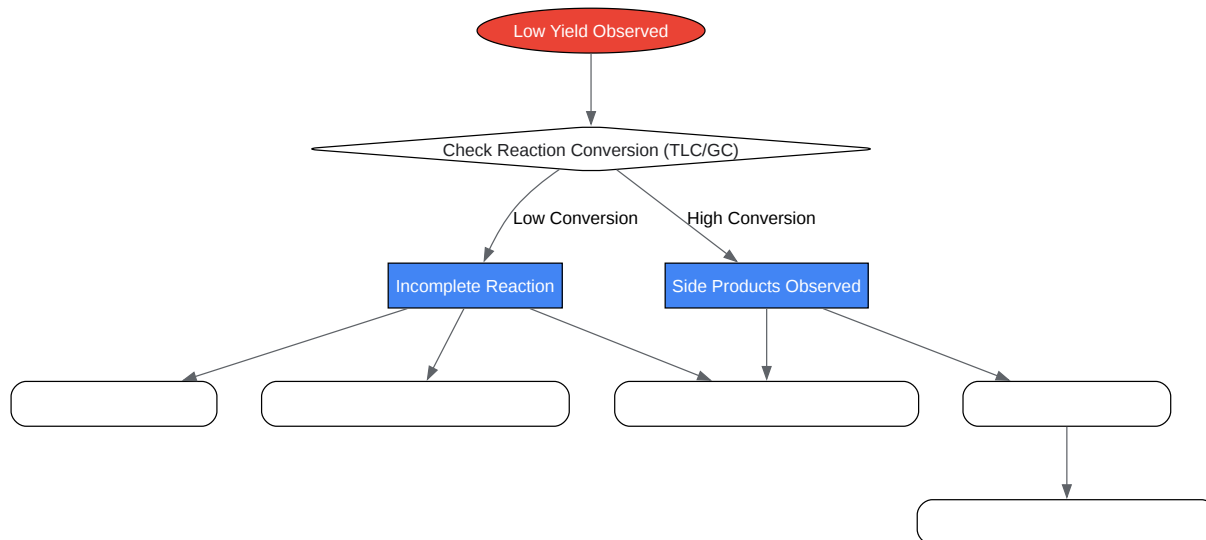 Low Yield Observed
Check Reaction Conversion (TLC/GC)
Low Conversion
High Conversion
Incomplete Reaction
Side Products Observed